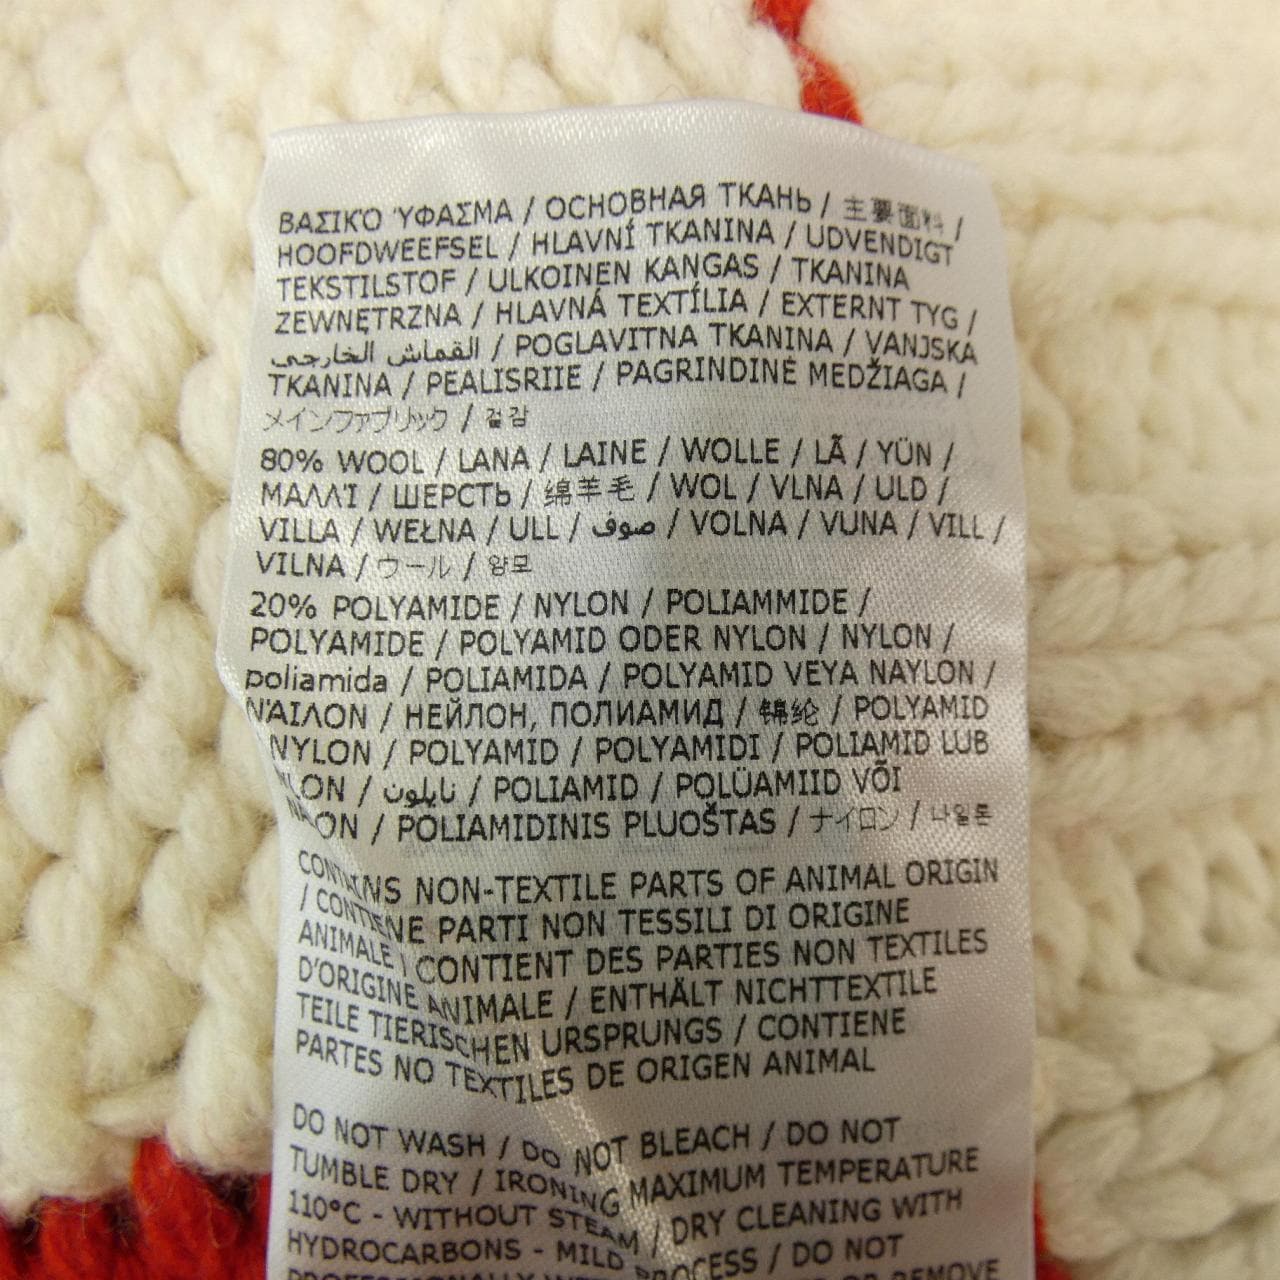 ΒΑΣΙΚΌ ΎΦΑΣΜΑ / ОСНОВНАЯ ТКАНЬ / 主要面料 /
HOOFDWEEFSEL / HLAVNÍ TKANINA / UDVENDIGT
TEKSTILSTOF / ULKOINEN KANGAS / TKANINA
ZEWNĘTRZNA / HLAVNÁ TEXTÍLIA / EXTERNT TYG /
القماش الخارجي / POGLAVITNA TKANINA / VANJSKA
TKANINA / PEALISRIIE / PAGRINDINĖ MEDŽIAGA /
メインファブリック / 겉감
80% WOOL / LANA / LAINE / WOLLE / LÃ / YÜN /
ΜΑΛΛΊ / ШЕРСТЬ / 绵羊毛 / WOL / VLNA / ULD /
VILLA / WEŁNA / ULL / صوف / VOLNA / VUNA / VILL /
VILNA / ウール / 양모
20% POLYAMIDE / NYLON / POLIAMMIDE /
POLYAMIDE / POLYAMID ODER NYLON / NYLON /
poliamida / POLIAMIDA / POLYAMID VEYA NAYLON /
ΝΆΙΛΟΝ / НЕЙЛОН, ПОЛИАМИД / 锦纶 / POLYAMID
NYLON / POLYAMID / POLYAMIDI / POLIAMID LUB
/ نايلون / POLIAMID / POLÜAMIID VÕI
/ POLIAMIDINIS PLUOŠTAS / ナイロン / 나일론
CONTAINS NON-TEXTILE PARTS OF ANIMAL ORIGIN
/ CONTIENE PARTI NON TESSILI DI ORIGINE
ANIMALE / CONTIENT DES PARTIES NON TEXTILES
D'ORIGINE ANIMALE / ENTHÄLT NICHTTEXTILE
TEILE TIERISCHEN URSPRUNGS / CONTIENE
PARTES NO TEXTILES DE ORIGEN ANIMAL
DO NOT WASH / DO NOT BLEACH / DO NOT
TUMBLE DRY / IRONING MAXIMUM TEMPERATURE
110°C - WITHOUT STEAM / DRY CLEANING WITH
HYDROCARBONS - MILD PROCESS / DO NOT
OR REMOVE